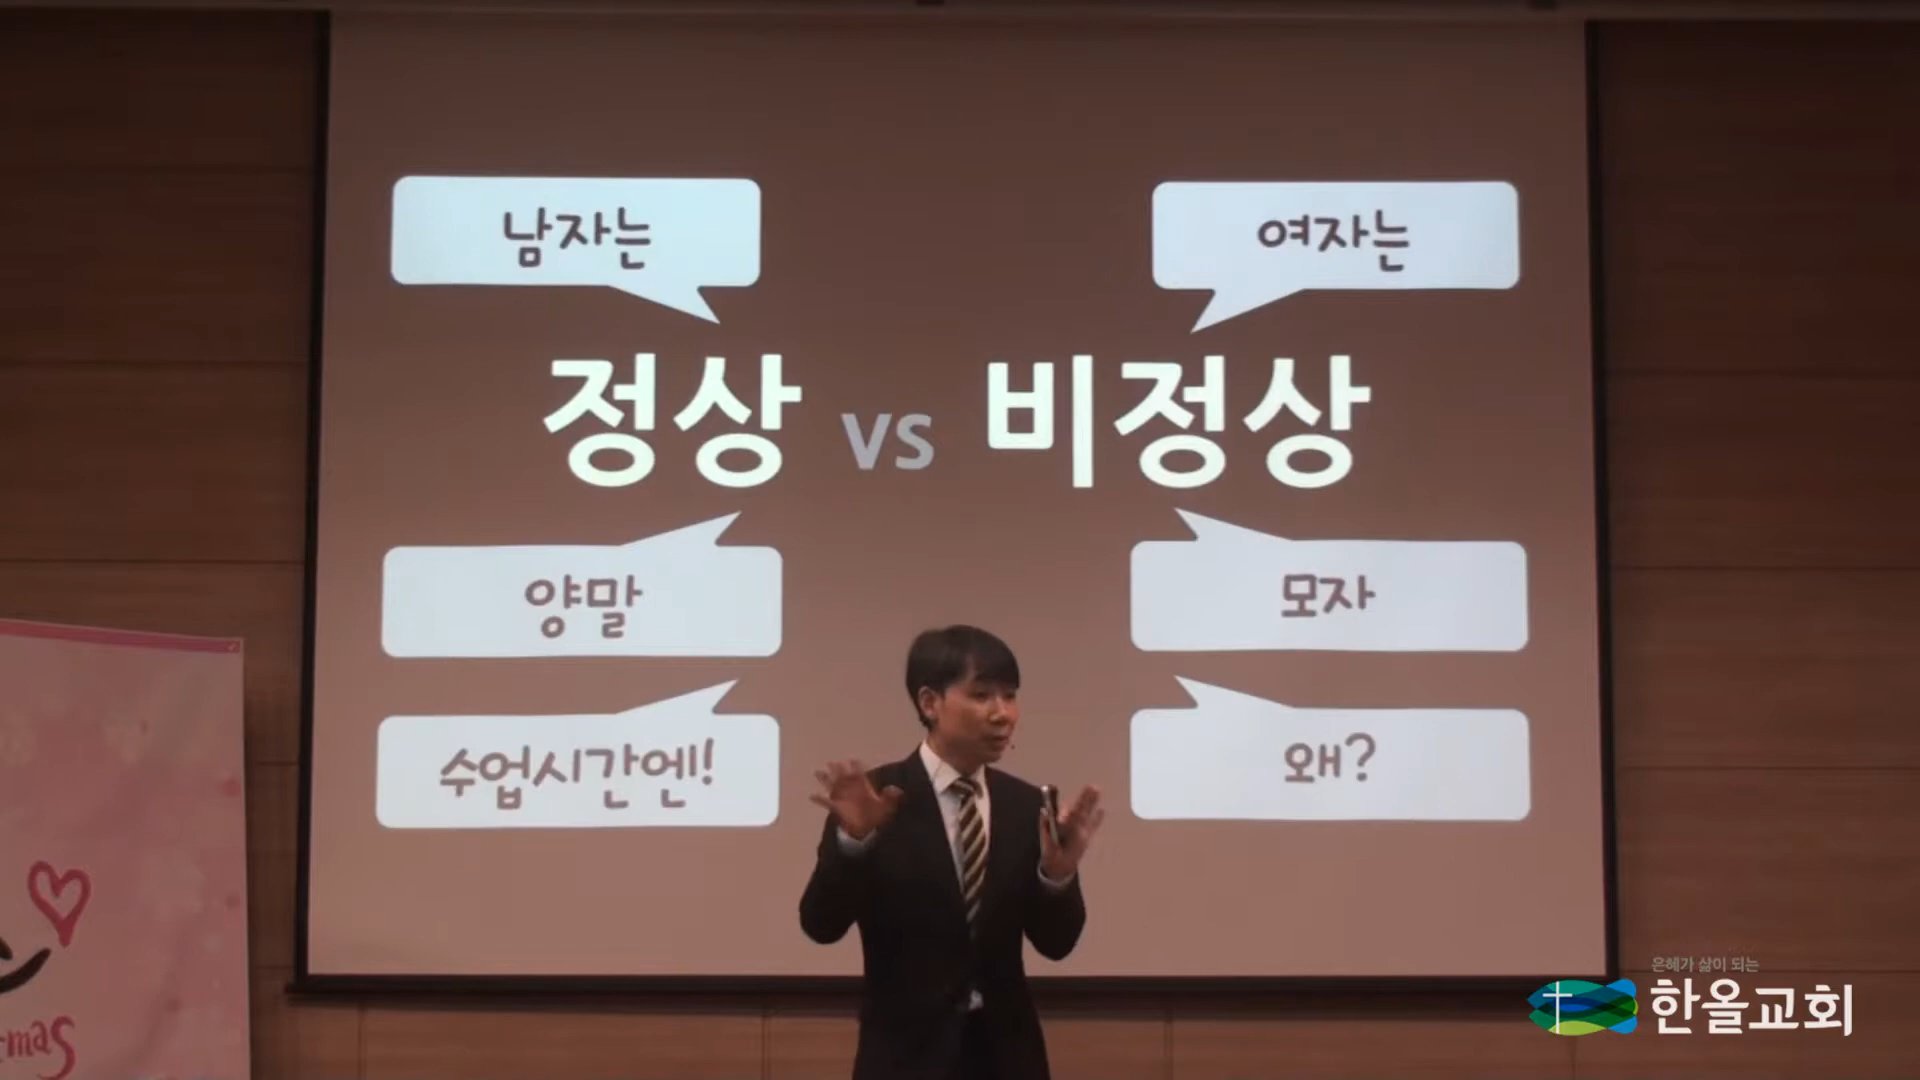 남자는
여자는
정상 vs 비정상
양말
모자
수업시간엔!
왜?
은혜가 삶이 되는
한올교회